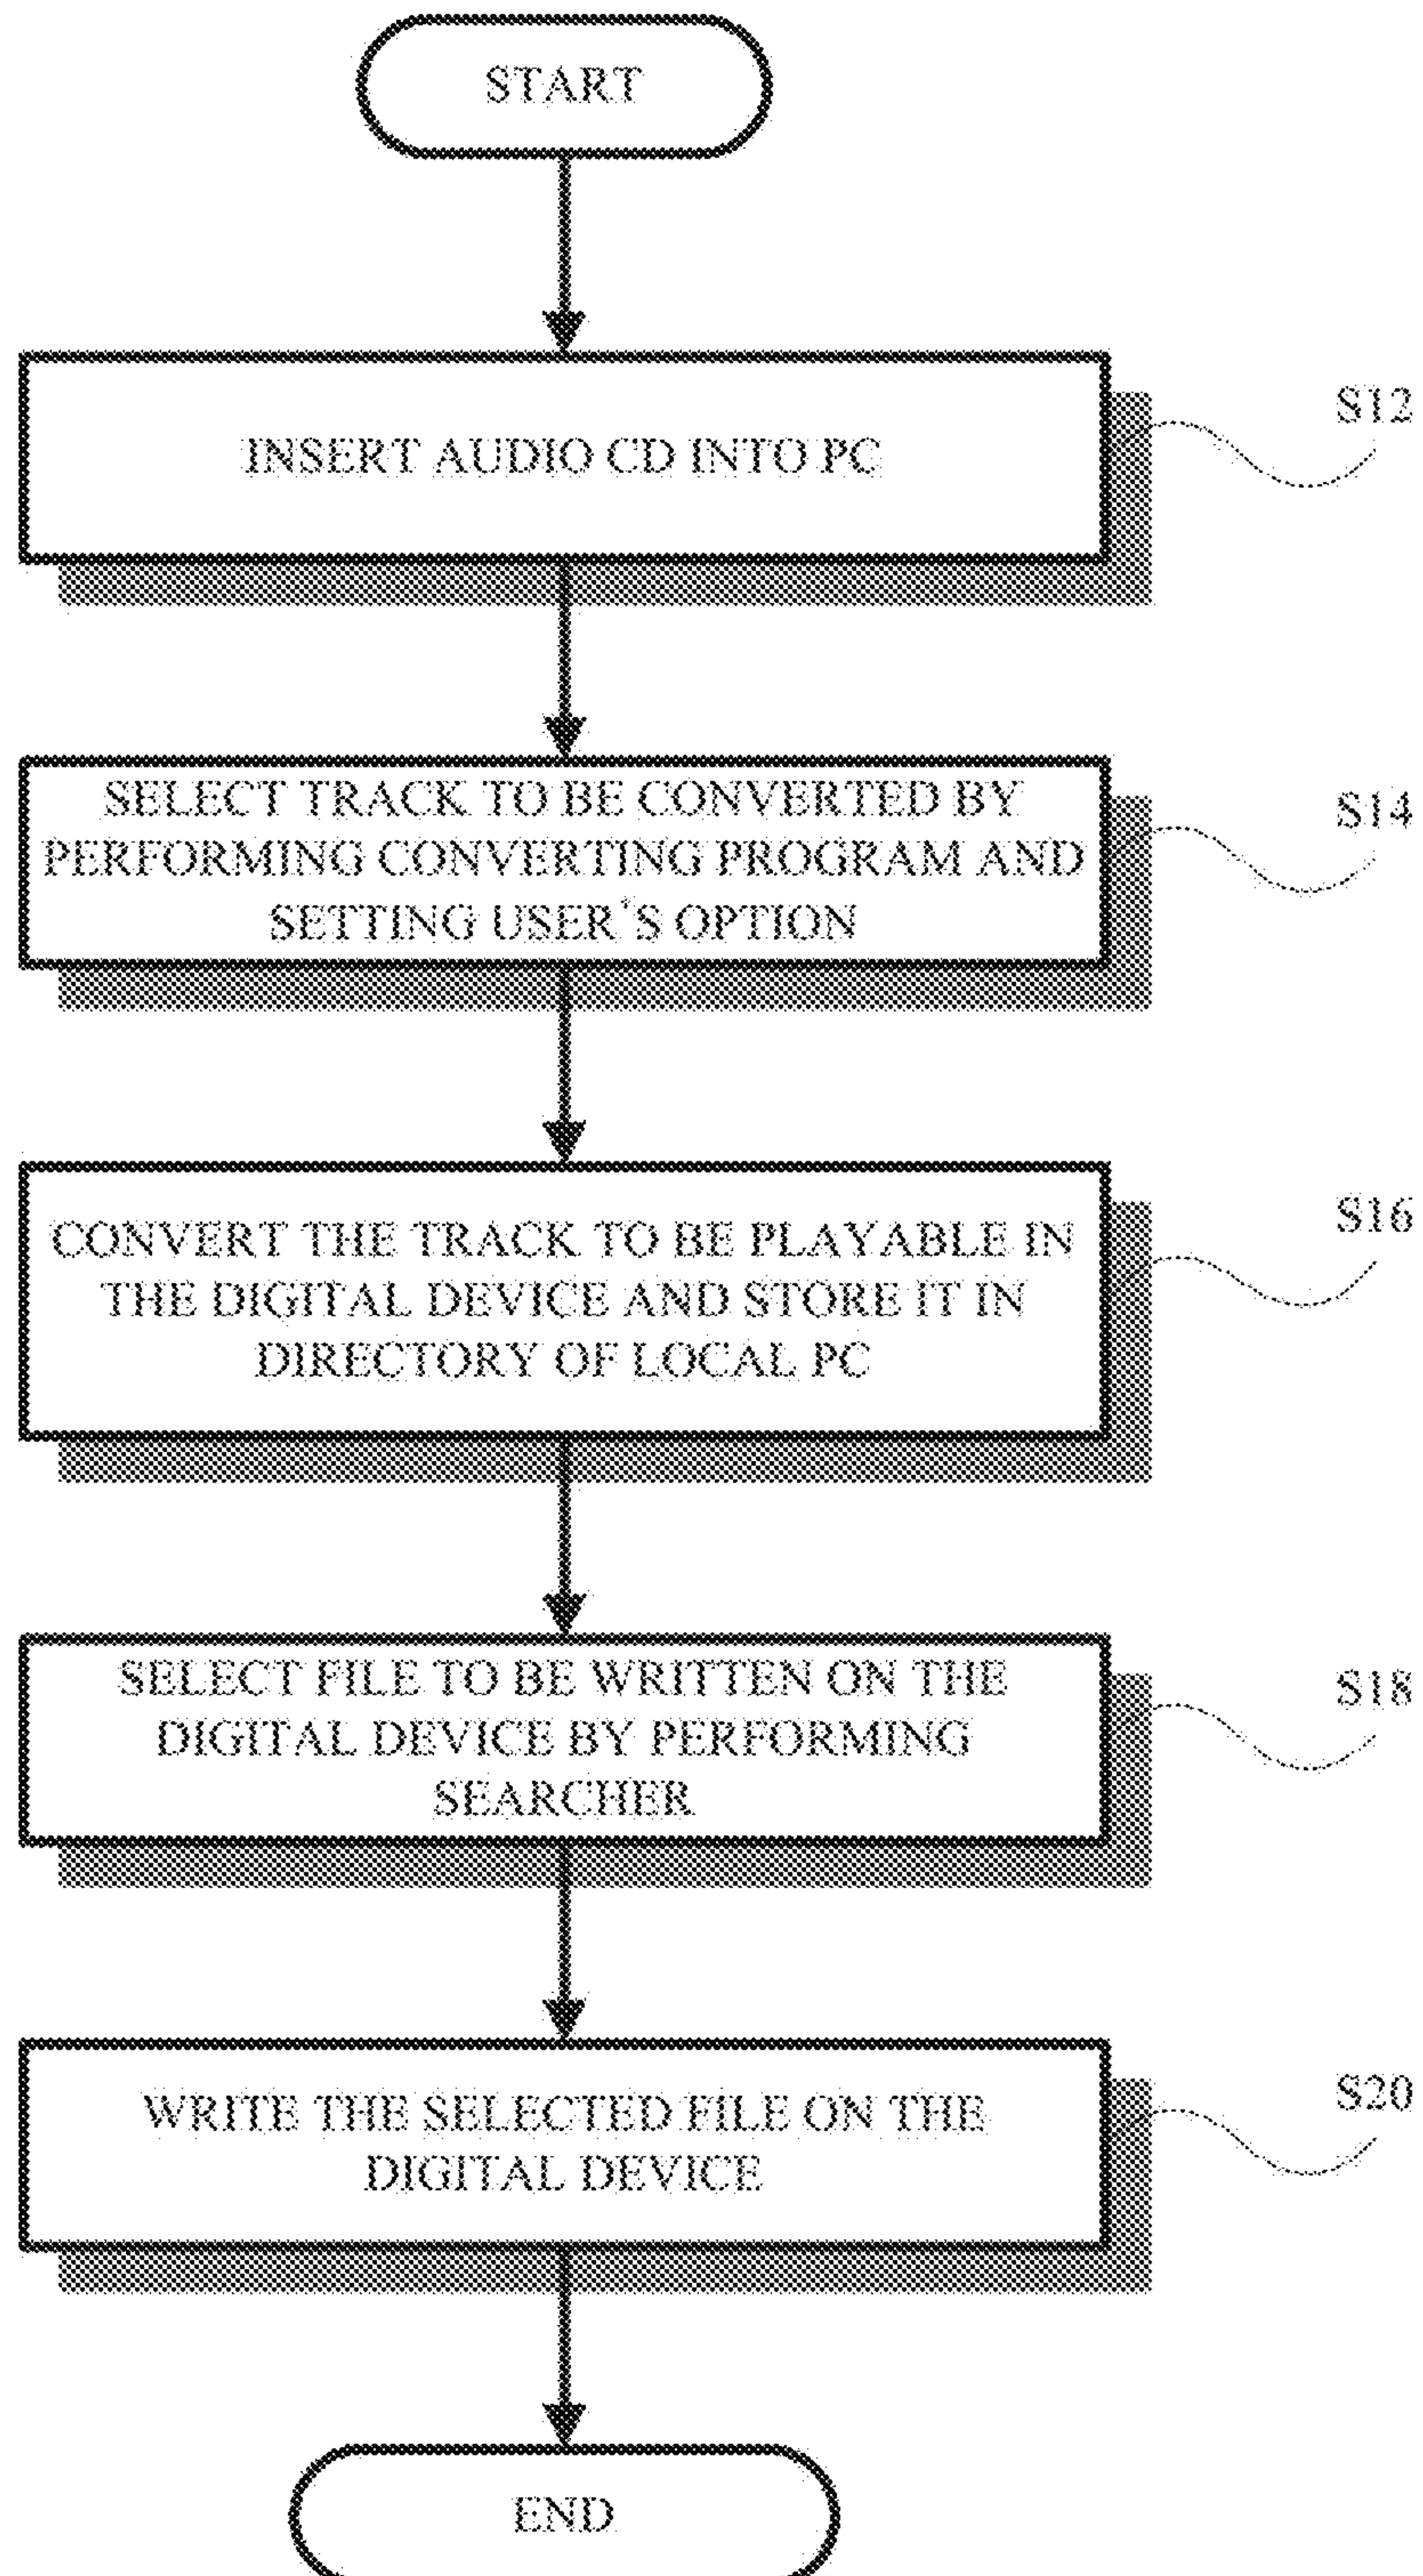 START
INSERT AUDIO CD INTO PC
S12
SELECT TRACK TO BE CONVERTED BY
PERFORMING CONVERTING PROGRAM AND
SETTING USER`S OPTION
S14
CONVERT THE TRACK TO BE PLAYABLE IN
THE DIGITAL DEVICE AND STORE IT IN
DIRECTORY OF LOCAL PC
S16
SELECT FILE TO BE WRITTEN ON THE
DIGITAL DEVICE BY PERFORMING
SEARCHER
S18
WRITE THE SELECTED FILE ON THE
DIGITAL DEVICE
S20
END